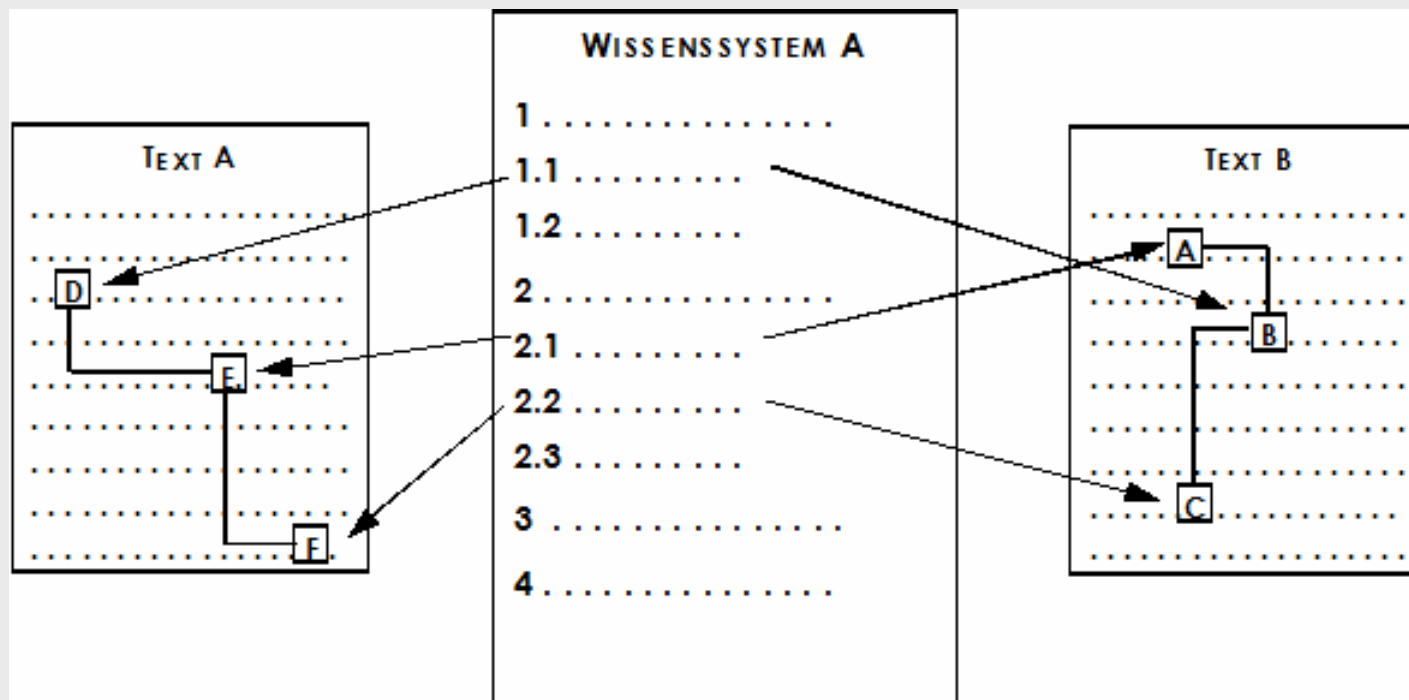 WISSENSSYSTEM A
1 . . . . . . . . . . . . . . .
1.1 . . . . . . . . .
1.2 . . . . . . . . .
2 . . . . . . . . . . . . . . .
2.1 . . . . . . . . .
2.2 . . . . . . . . .
2.3 . . . . . . . . .
3 . . . . . . . . . . . . . . .
4 . . . . . . . . . . . . . . .
TEXT A
D
E
F
TEXT B
A
B
C